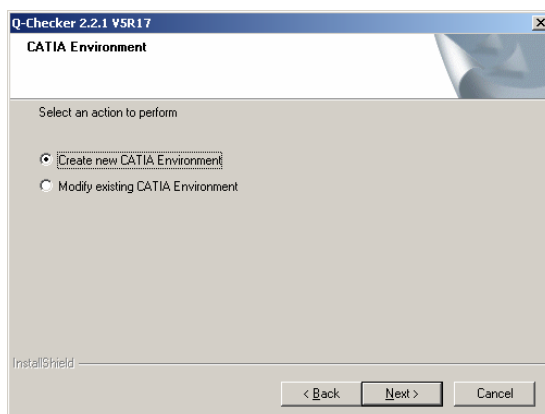 Q-Checker 2.2.1 V5R17
CATIA Environment
Select an action to perform
Create new CATIA Environment
Modify existing CATIA Environment
InstallShield
< Back
Next >
Cancel